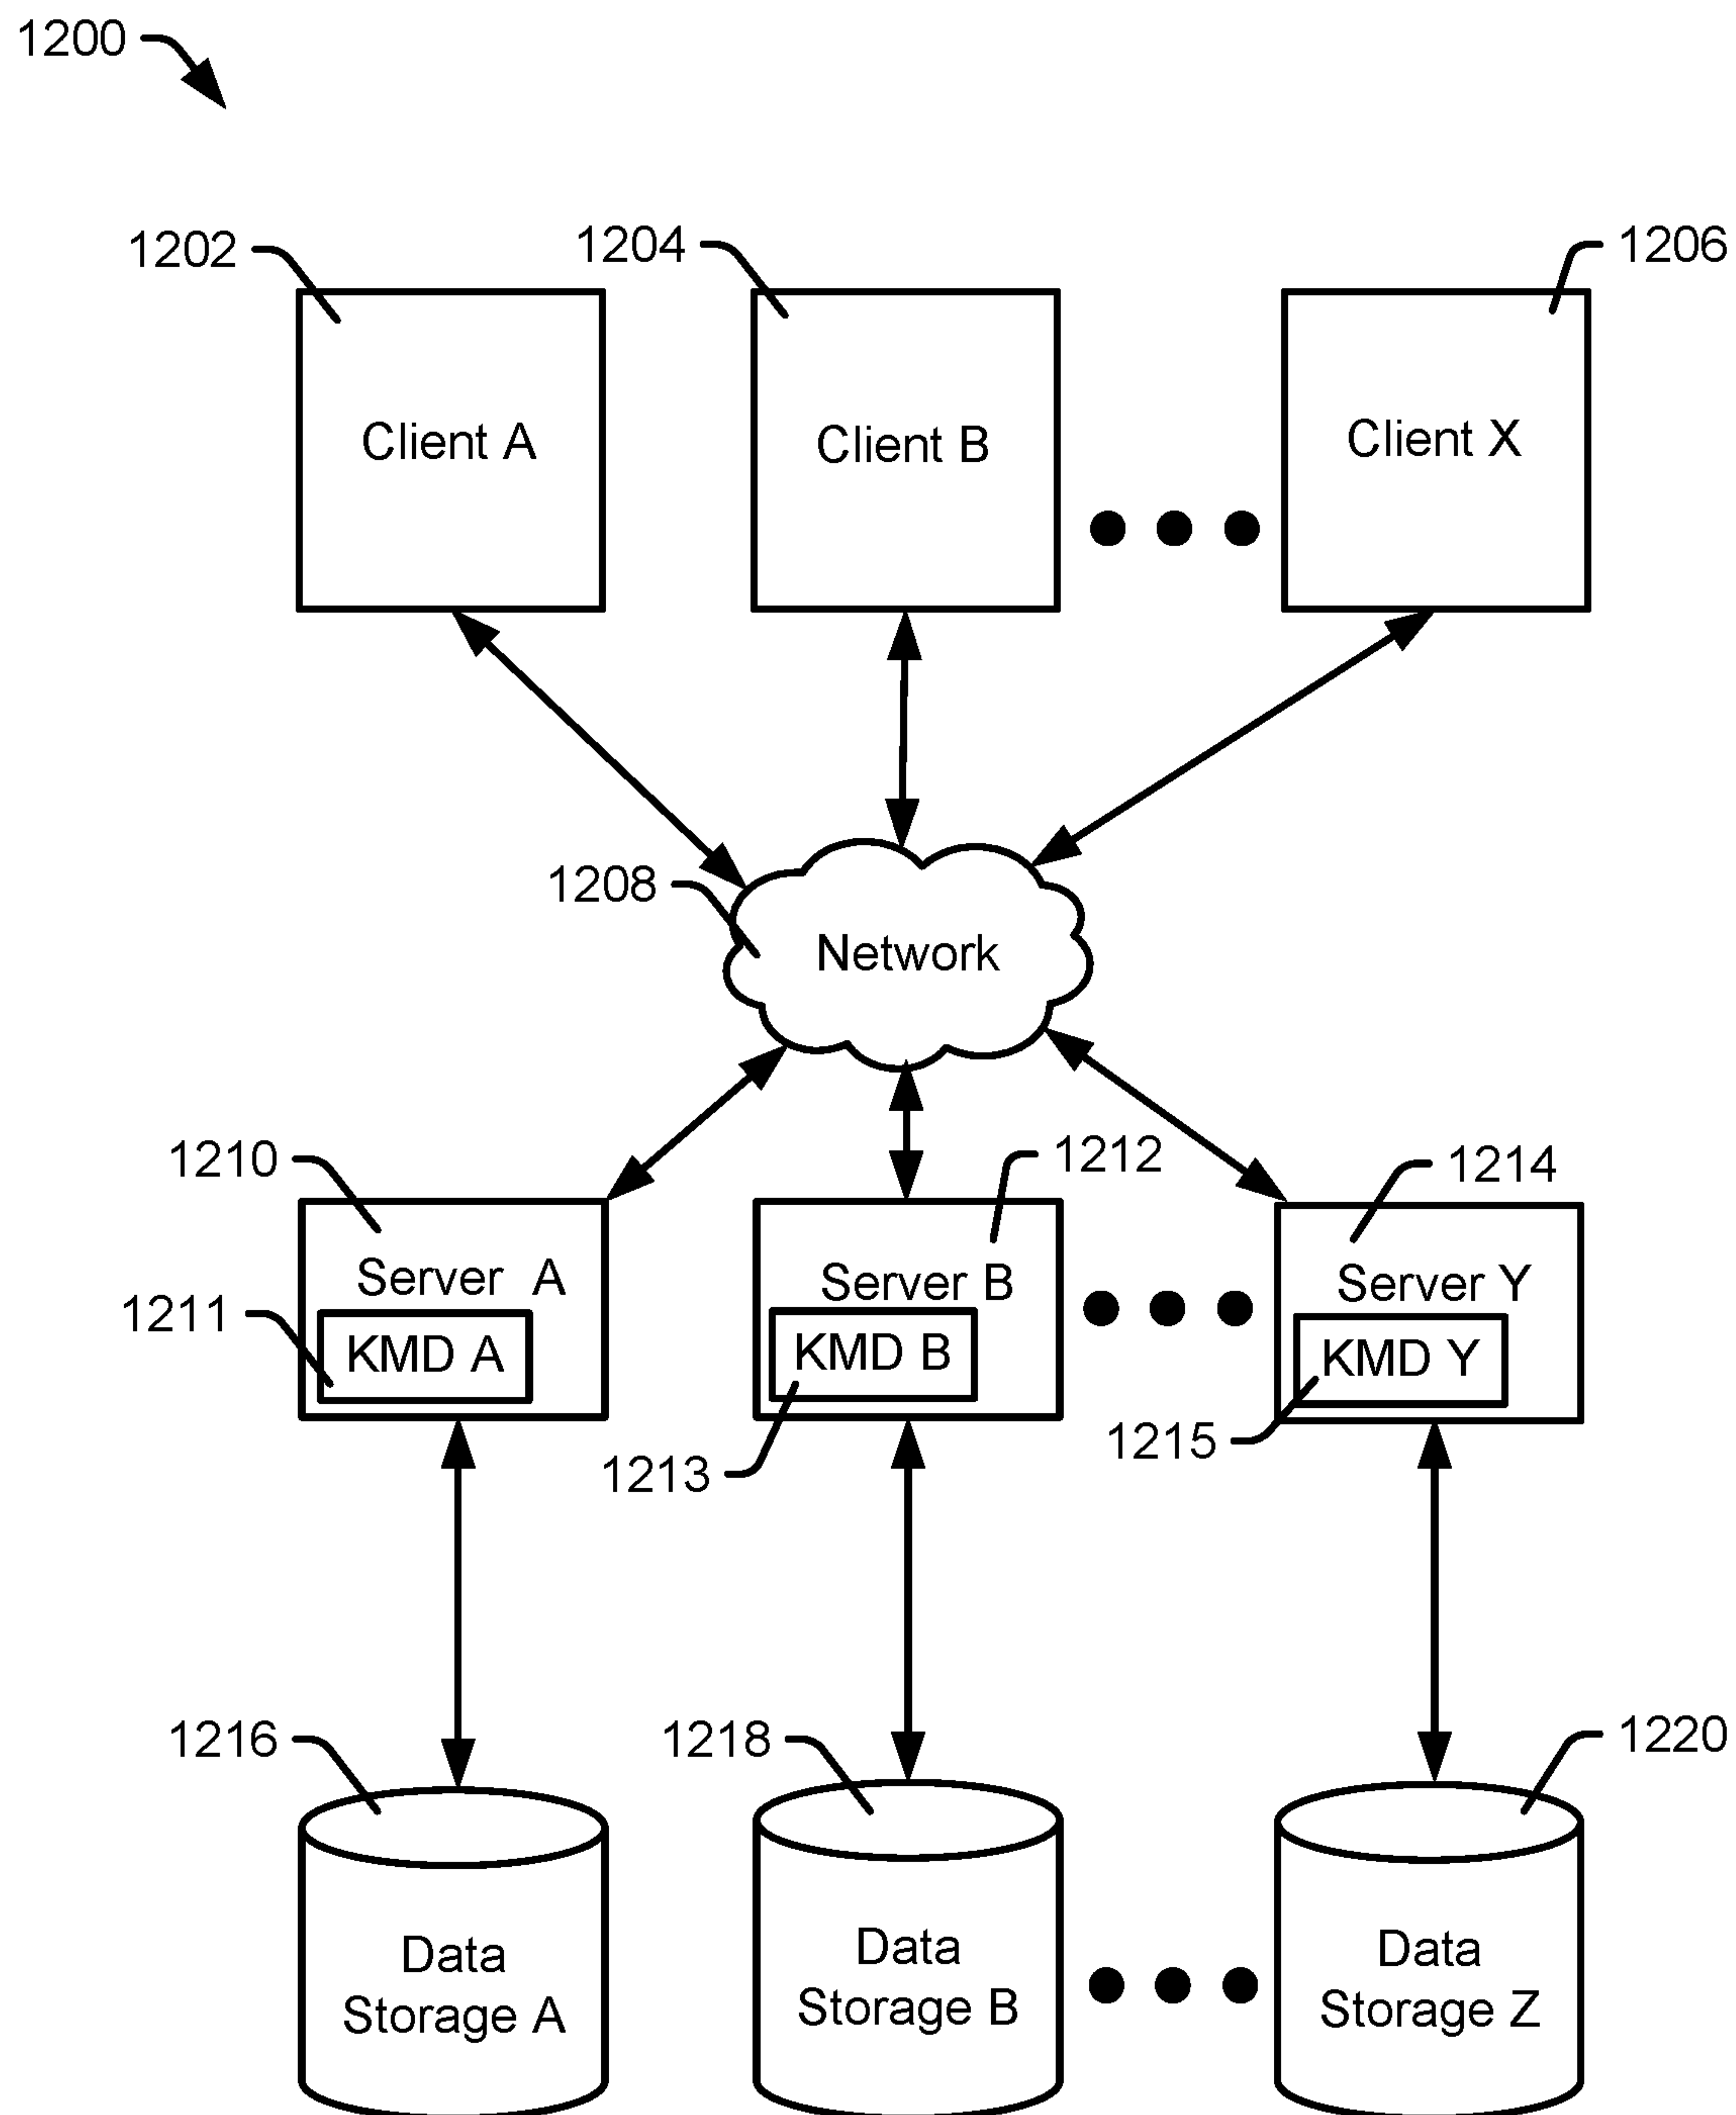 1200
1202
1204
1206
Client A
Client B
Client X
1208
Network
1210
1212
1214
Server A
Server B
Server Y
1211
KMD A
KMD B
KMD Y
1213
1215
1216
1218
1220
Data
Storage A
Data
Storage B
Data
Storage Z